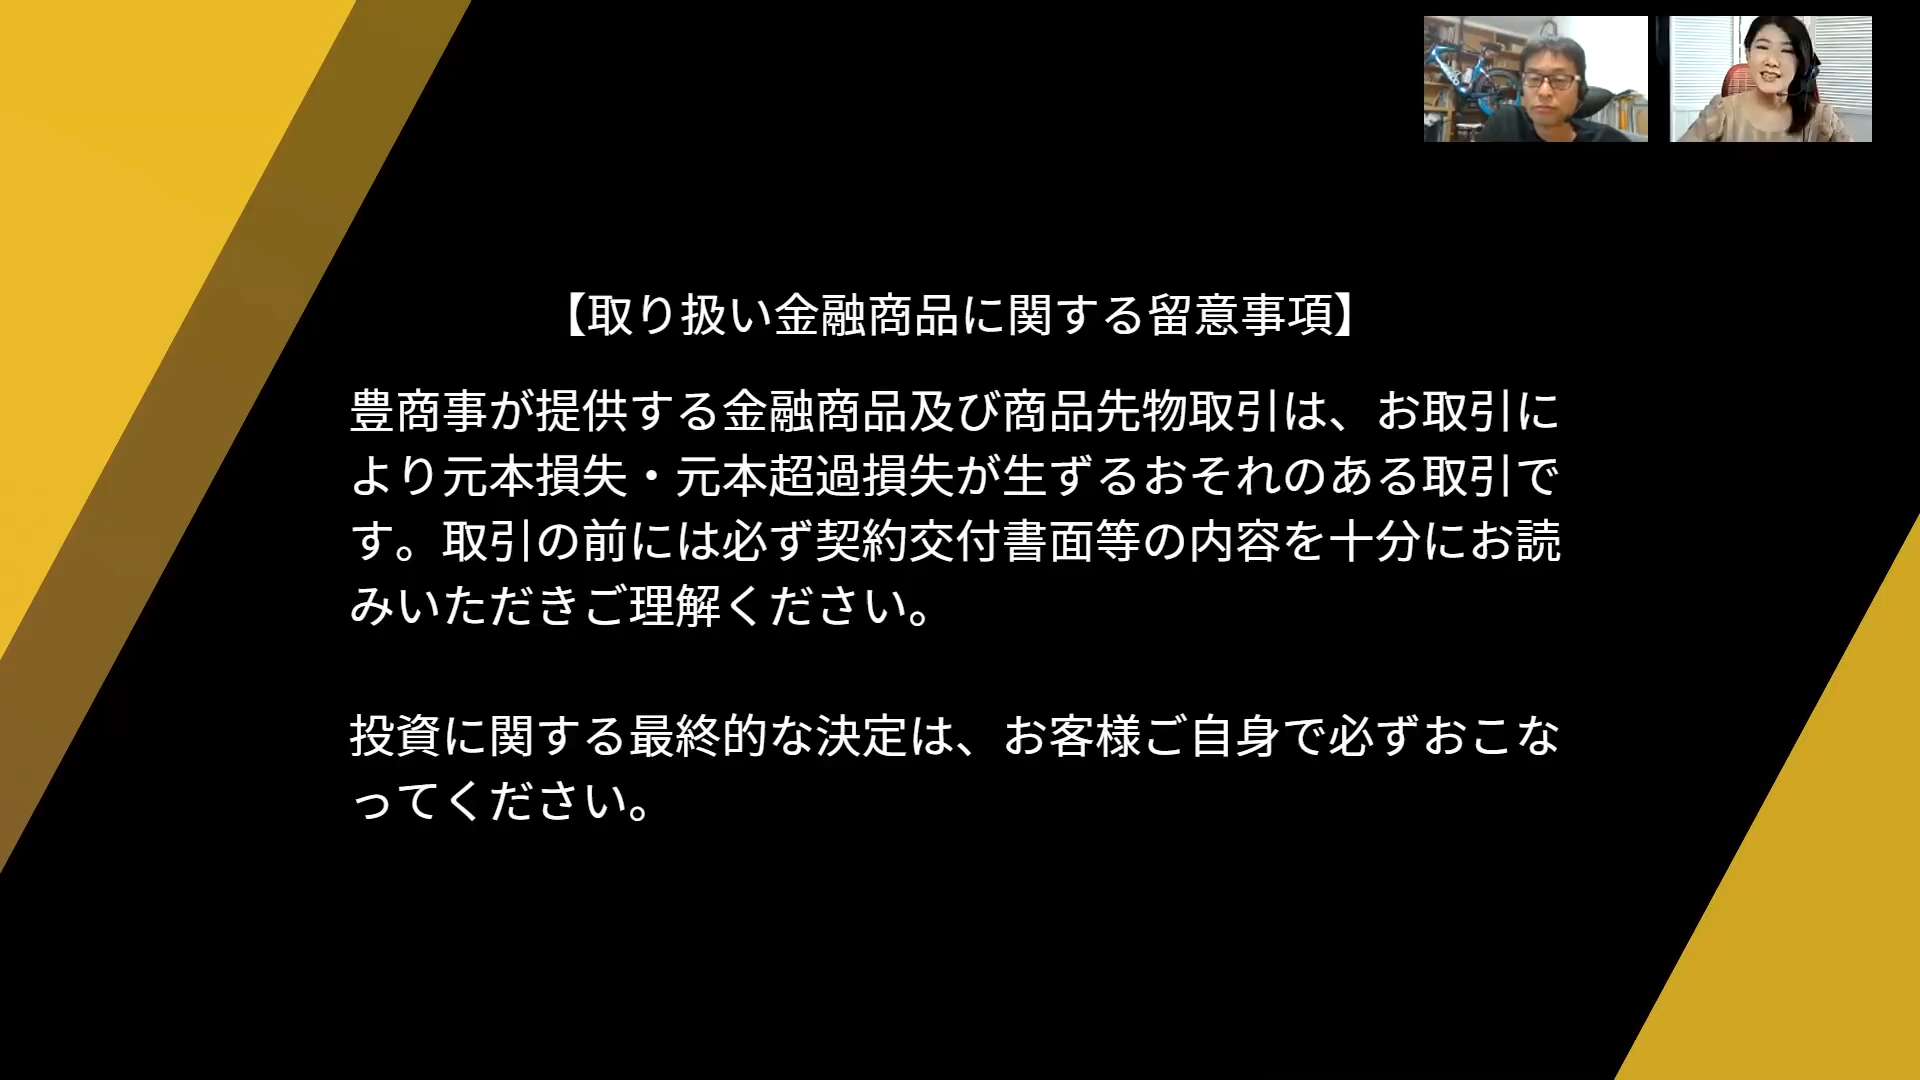 【取り扱い金融商品に関する留意事項】
豊商事が提供する金融商品及び商品先物取引は、お取引に
より元本損失・元本超過損失が生ずるおそれのある取引で
す。取引の前には必ず契約交付書面等の内容を十分にお読
みいただきご理解ください。
投資に関する最終的な決定は、お客様ご自身で必ずおこな
ってください。